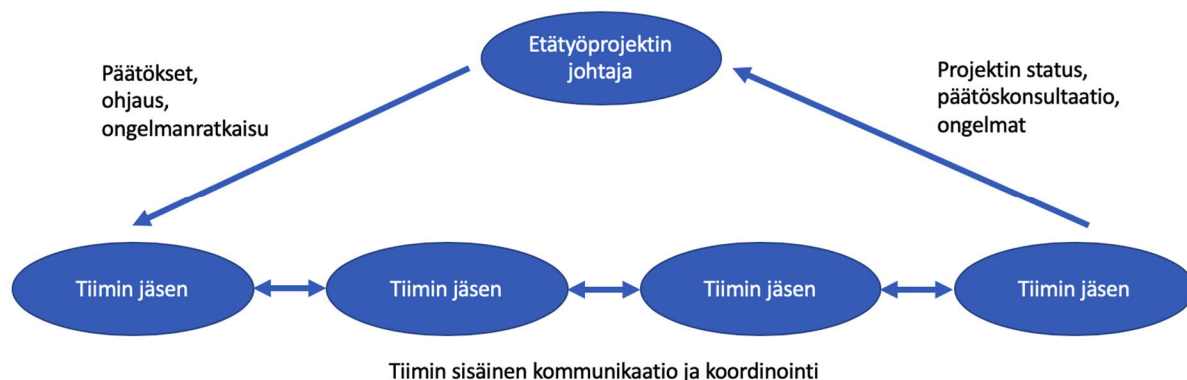 Etätyöprojektin
johtaja
Päätökset,
ohjaus,
ongelmanratkaisu
Projektin status,
päätöskonsultaatio,
ongelmat
Tiimin jäsen
Tiimin jäsen
Tiimin jäsen
Tiimin jäsen
Tiimin sisäinen kommunikaatio ja koordinointi